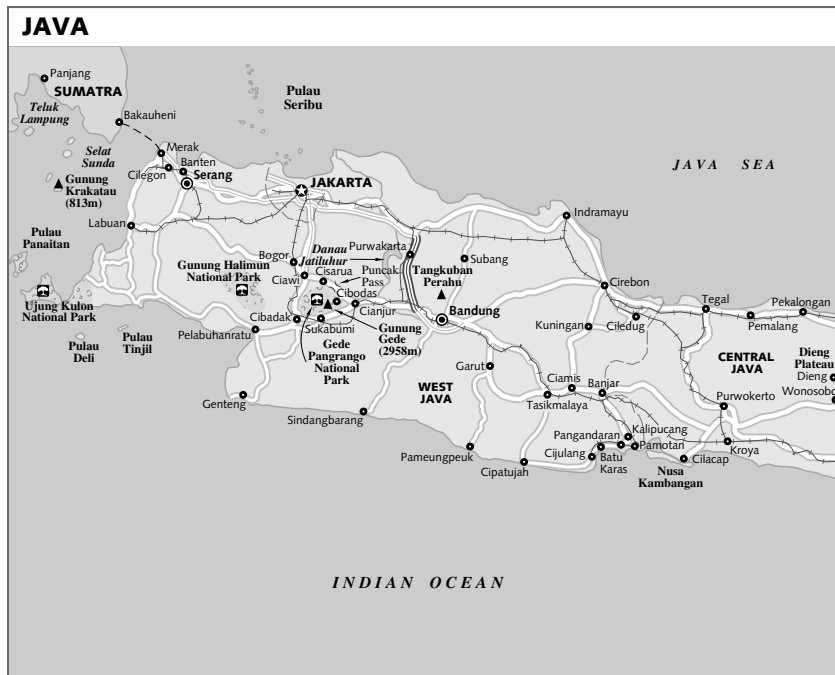 JAVA
Panjang
SUMATRA
Teluk
Lampung
Bakauheni
Pulau
Seribu
Selat
Sunda
Merak
Banten
Cilegon
Serang
Gunung
Krakatau
(813m)
JAKARTA
JAVA SEA
Labuan
Indramayu
Pulau
Panaitan
Bogor
Danau
Jatiluhur
Purwakarta
Subang
Gunung Halimun
National Park
Ciawi
Cisarua
Puncak
Pass
Tangkuban
Perahu
Cirebon
Ujung Kulon
National Park
Cibodas
Cianjur
Bandung
Tegal
Pekalongan
Pemalang
Cibadak
Sukabumi
Gunung
Gede
(2958m)
Kuningan
Ciledug
Pelabuhanratu
Pulau
Deli
Pulau
Tinjil
Gede
Pangrango
National
Park
CENTRAL
JAVA
Dieng
Plateau
Dieng
Wonosobo
Garut
WEST
JAVA
Ciamis
Banjar
Genteng
Sindangbarang
Tasikmalaya
Purwokerto
Kalipucang
Pangandaran
Pamotan
Pameungpeuk
Cipatujah
Cijulang
Batu
Karas
Nusa
Kambangan
Cilacap
Kroya
INDIAN OCEAN